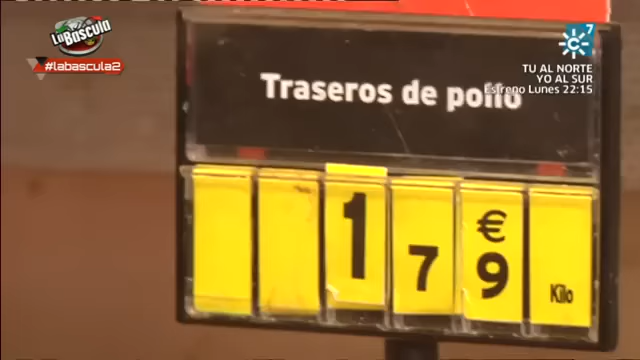 La Báscula
#labascula2
7
TU AL NORTE
YO AL SUR
Estreno Lunes 22:15
Traseros de pollo
1 7 9 € Kilo